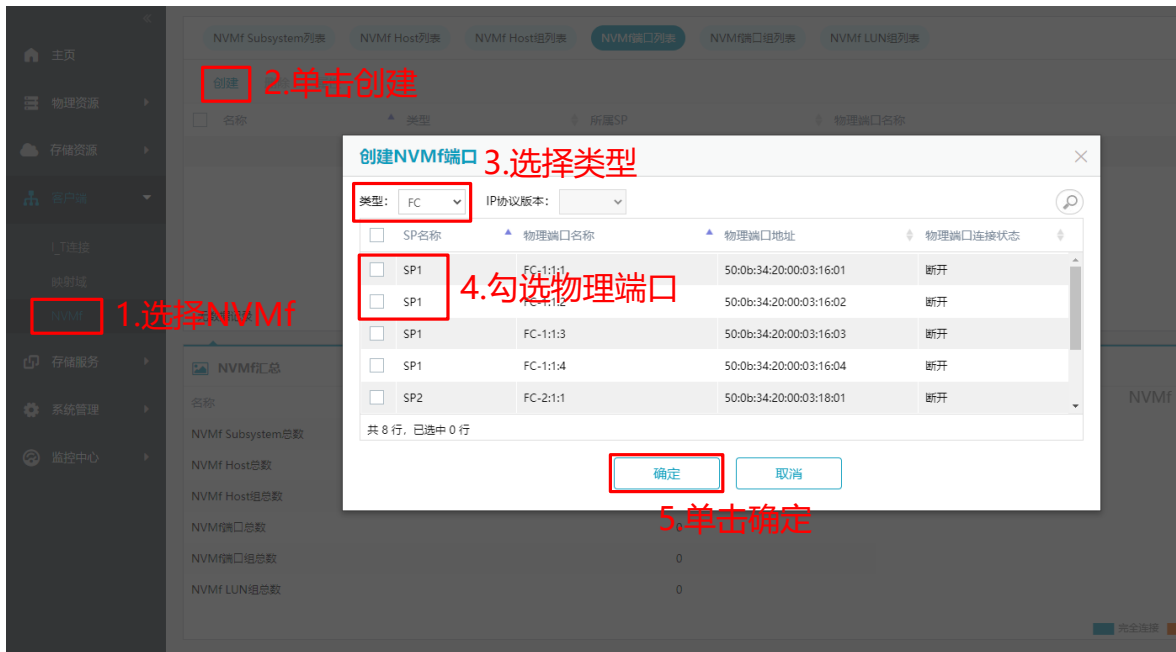 NVMf Subsystem列表 NVMf Host列表 NVMf Host组列表 NVMf端口列表 NVMf端口组列表 NVMf LUN组列表
主页
创建
2.单击创建
物理资源
名称 类型 所属SP 物理端口名称
存储资源
创建NVMf端口
3.选择类型
客户端
类型: FC IP协议版本:
SP名称 物理端口名称 物理端口地址 物理端口连接状态
I_T连接
SP1 FC-1:1:1 50:0b:34:20:00:03:16:01 断开
映射域
4.勾选物理端口
SP1 FC-1:1:2 50:0b:34:20:00:03:16:02 断开
NVMf
1.选择NVMf
SP1 FC-1:1:3 50:0b:34:20:00:03:16:03 断开
存储服务
NVMf汇总
SP1 FC-1:1:4 50:0b:34:20:00:03:16:04 断开
名称
SP2 FC-2:1:1 50:0b:34:20:00:03:18:01 断开
NVMf
系统管理
共 8 行，已选中 0 行
NVMf Subsystem总数
监控中心
NVMf Host总数
确定 取消
NVMf Host组总数
5.单击确定
NVMf端口总数 0
NVMf端口组总数 0
NVMf LUN组总数 0
完全连接